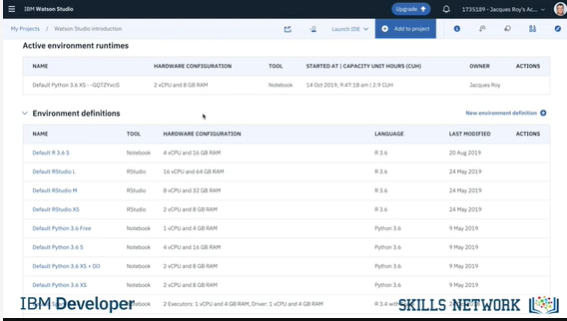 IBM Watson Studio
Upgrade
1735189 - Jacques Roy's Ac...
My Projects / Watson Studio introduction
Launch IDE
Add to project
Active environment runtimes
NAME HARDWARE CONFIGURATION TOOL STARTED AT | CAPACITY UNIT HOURS (CUH) OWNER ACTIONS
Default Python 3.6 XS - 2 vCPU and 8 GB RAM Notebook 14 Oct 2019, 9:47:18 am | 2.9 CUH Jacques Roy
Environment definitions
New environment definition
NAME TOOL HARDWARE CONFIGURATION LANGUAGE LAST MODIFIED ACTIONS
Default R 3.6 S Notebook 4 vCPU and 16 GB RAM R 3.6 20 Aug 2019
Default RStudio L RStudio 16 vCPU and 64 GB RAM R 3.6 24 May 2019
Default RStudio M RStudio 8 vCPU and 32 GB RAM R 3.6 24 May 2019
Default RStudio XS RStudio 2 vCPU and 8 GB RAM R 3.6 24 May 2019
Default Python 3.6 Free Notebook 1 vCPU and 4 GB RAM Python 3.6 9 May 2019
Default Python 3.6 S Notebook 4 vCPU and 16 GB RAM Python 3.6 9 May 2019
Default Python 3.6 XS + DO Notebook 2 vCPU and 8 GB RAM Python 3.6 9 May 2019
Default Python 3.6 XS Notebook 2 vCPU and 8 GB RAM Python 3.6 9 May 2019
2 Executors: 1 vCPU and 4 GB RAM, Driver: 1 vCPU and 4 GB RAM R 3.4
IBM Developer
SKILLS NETWORK